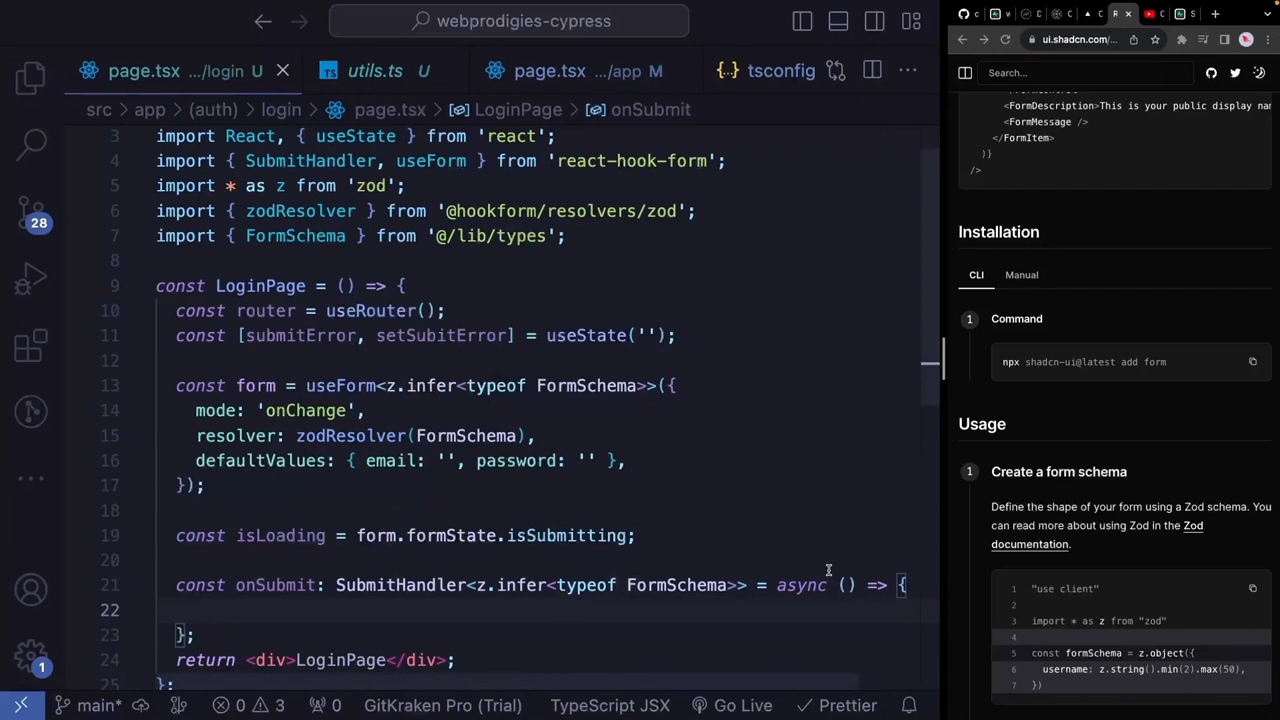 webprodigies-cypress
page.tsx .../login U
utils.ts U
page.tsx .../app M
tsconfig
src > app > (auth) > login > page.tsx > LoginPage > onSubmit
3 import React, { useState } from 'react';
4 import { SubmitHandler, useForm } from 'react-hook-form';
5 import * as z from 'zod';
6 import { zodResolver } from '@hookform/resolvers/zod';
7 import { FormSchema } from '@/lib/types';
8
9 const LoginPage = () => {
10 const router = useRouter();
11 const [submitError, setSubitError] = useState('');
12
13 const form = useForm<z.infer<typeof FormSchema>>({
14 mode: 'onChange',
15 resolver: zodResolver(FormSchema),
16 defaultValues: { email: '', password: '' },
17 });
18
19 const isLoading = form.formState.isSubmitting;
20
21 const onSubmit: SubmitHandler<z.infer<typeof FormSchema>> = async () => {
22
23 };
24 return <div>LoginPage</div>;
25 };
28
1
main* 0 3 0 GitKraken Pro (Trial) TypeScript JSX Go Live Prettier
ui.shadcn.com/
Search...
<FormDescription>This is your public display nam
<FormMessage />
</FormItem>
)}
/>
Installation
CLI Manual
1 Command
npx shadcn-ui@latest add form
Usage
1 Create a form schema
Define the shape of your form using a Zod schema. You
can read more about using Zod in the Zod
documentation.
1 "use client"
2
3 import * as z from "zod"
4
5 const formSchema = z.object({
6 username: z.string().min(2).max(50),
7 })